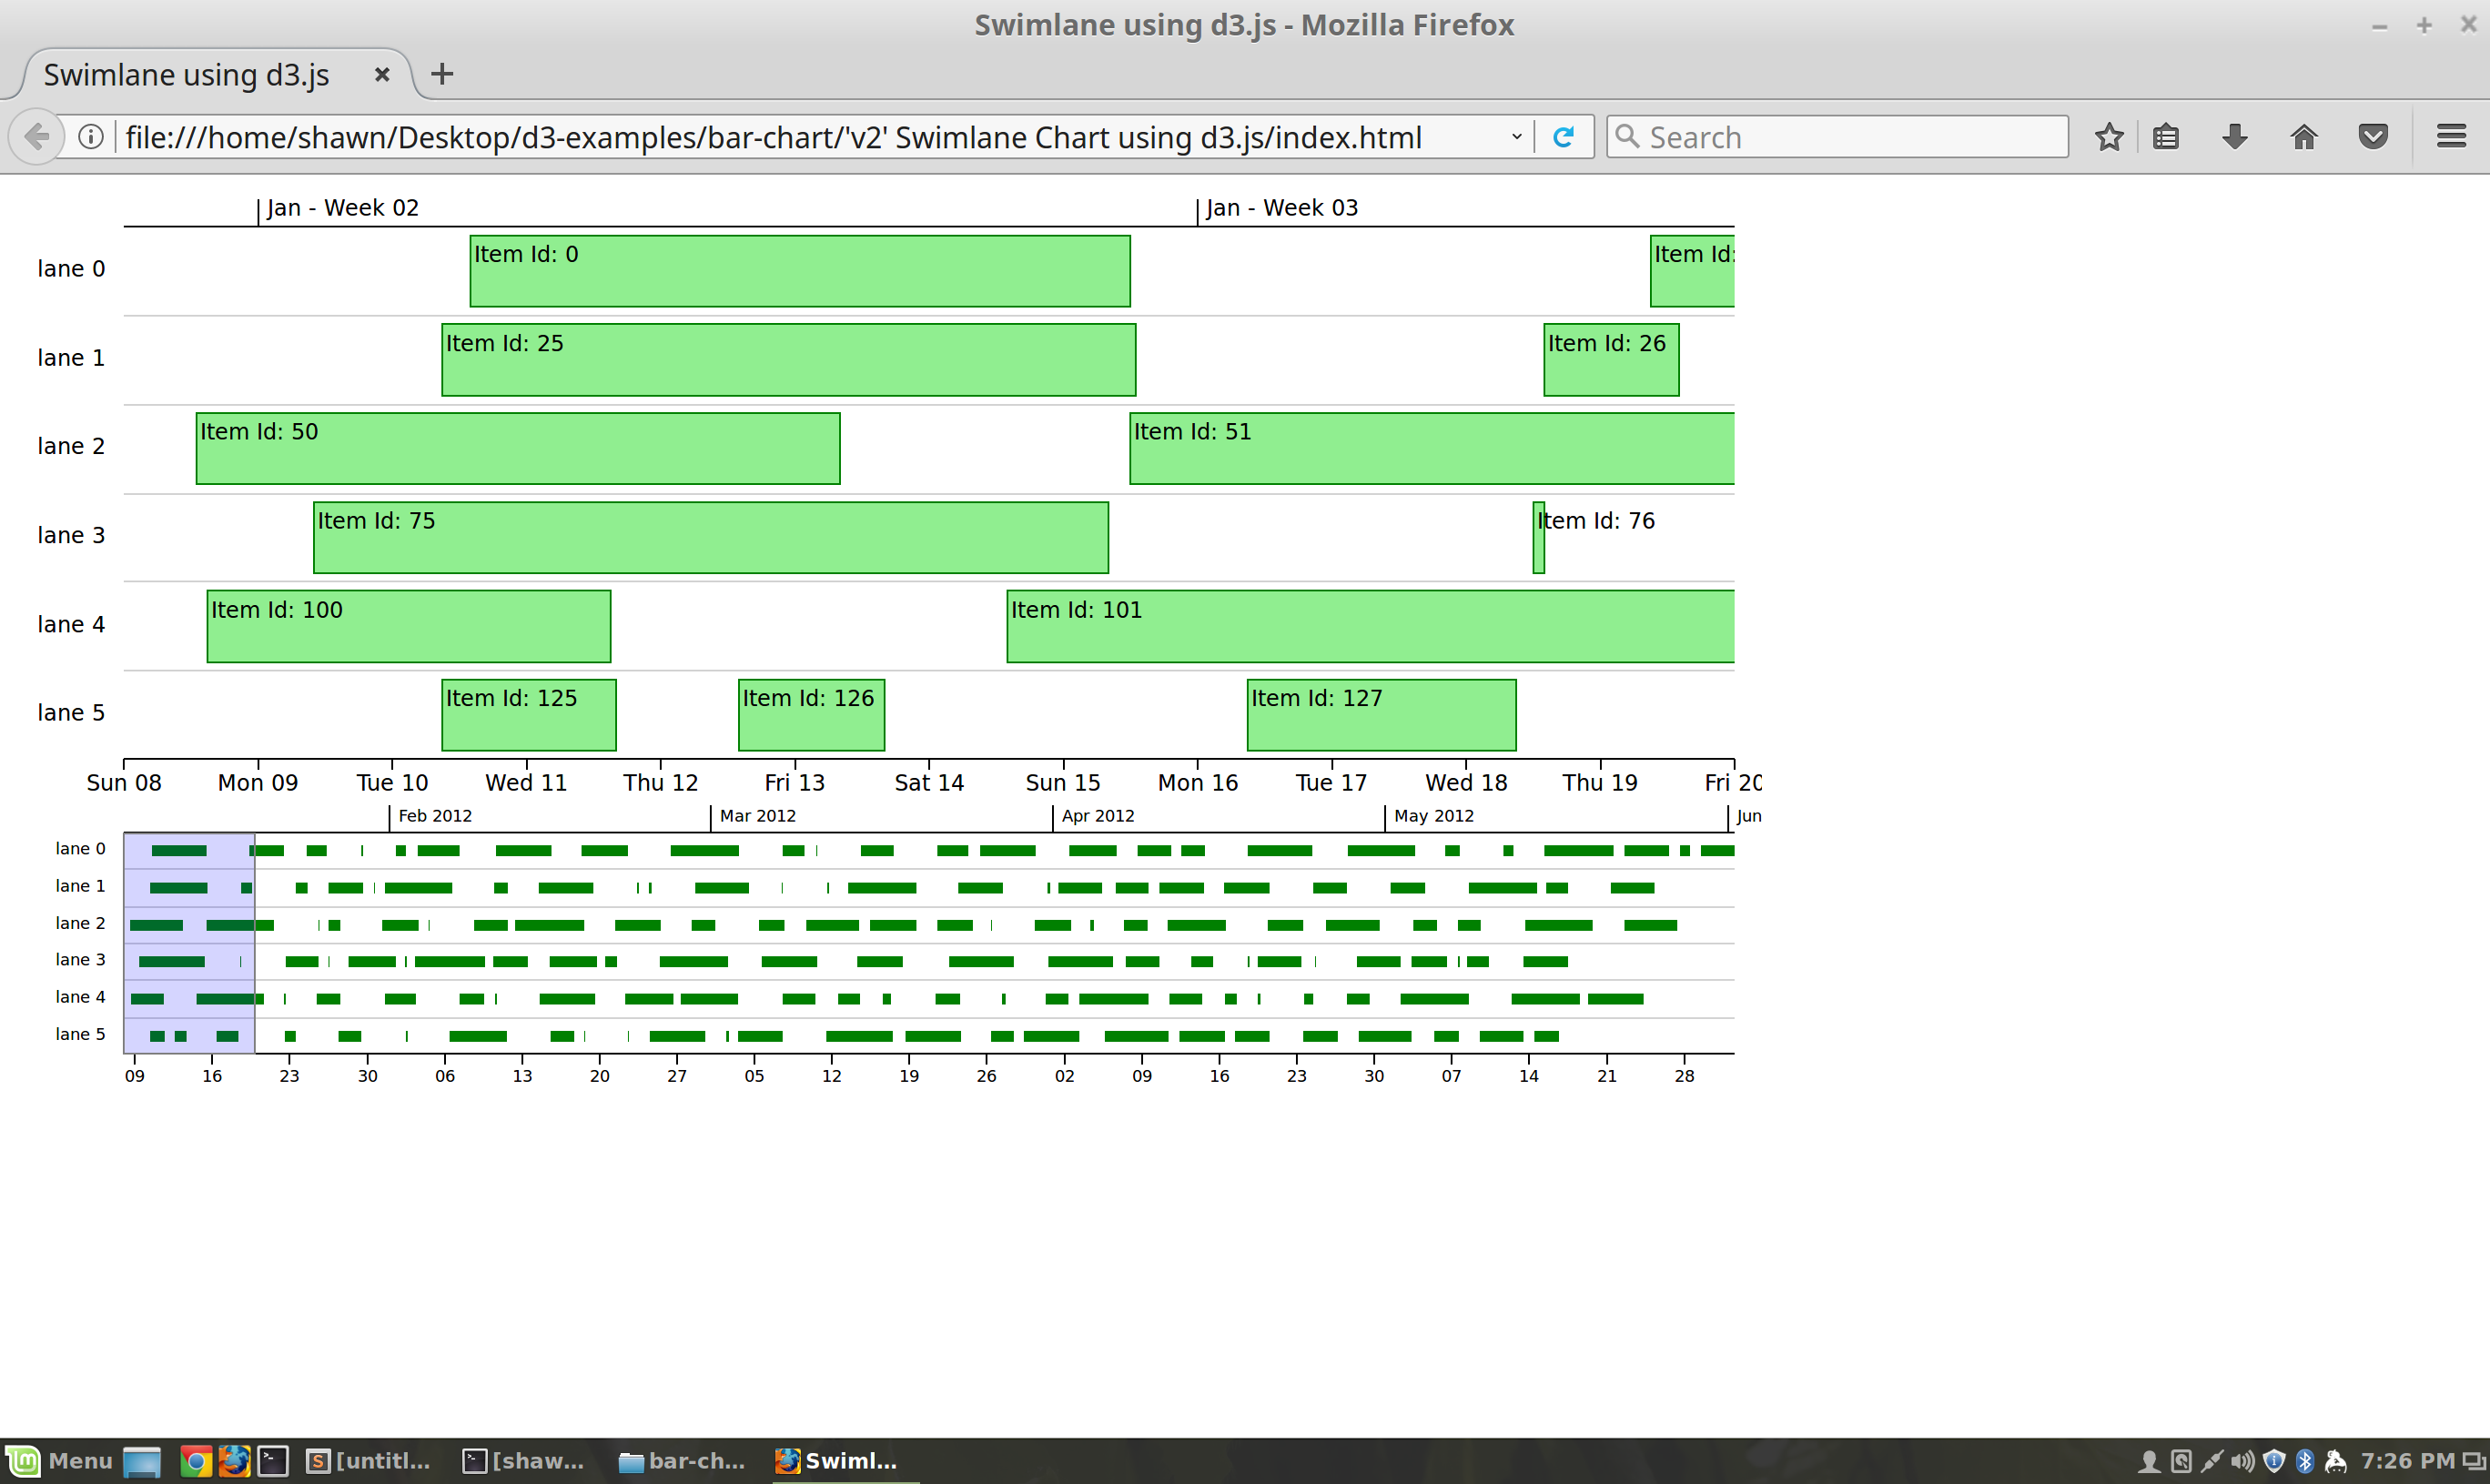 Swimlane using d3.js - Mozilla Firefox
Swimlane using d3.js
file:///home/shawn/Desktop/d3-examples/bar-chart/'v2' Swimlane Chart using d3.js/index.html Search
Jan - Week 02 Jan - Week 03
lane 0 Item Id: 0 Item Id:
lane 1 Item Id: 25 Item Id: 26
lane 2 Item Id: 50 Item Id: 51
lane 3 Item Id: 75 Item Id: 76
lane 4 Item Id: 100 Item Id: 101
lane 5 Item Id: 125 Item Id: 126 Item Id: 127
Sun 08 Mon 09 Tue 10 Wed 11 Thu 12 Fri 13 Sat 14 Sun 15 Mon 16 Tue 17 Wed 18 Thu 19 Fri 20
Feb 2012 Mar 2012 Apr 2012 May 2012 Jun
lane 0
lane 1
lane 2
lane 3
lane 4
lane 5
09 16 23 30 06 13 20 27 05 12 19 26 02 09 16 23 30 07 14 21 28
Menu [untitl... [shaw... bar-ch... Swiml... 7:26 PM